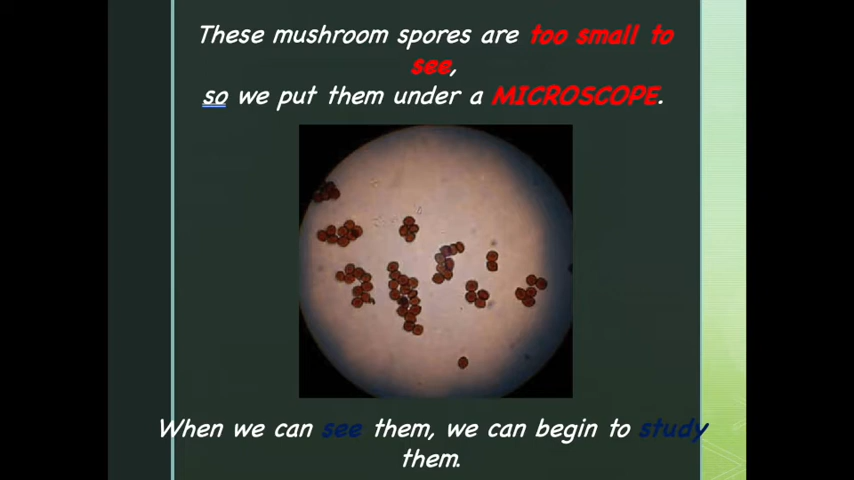 These mushroom spores are too small to
see,
so we put them under a MICROSCOPE.
When we can see them, we can begin to study
them.